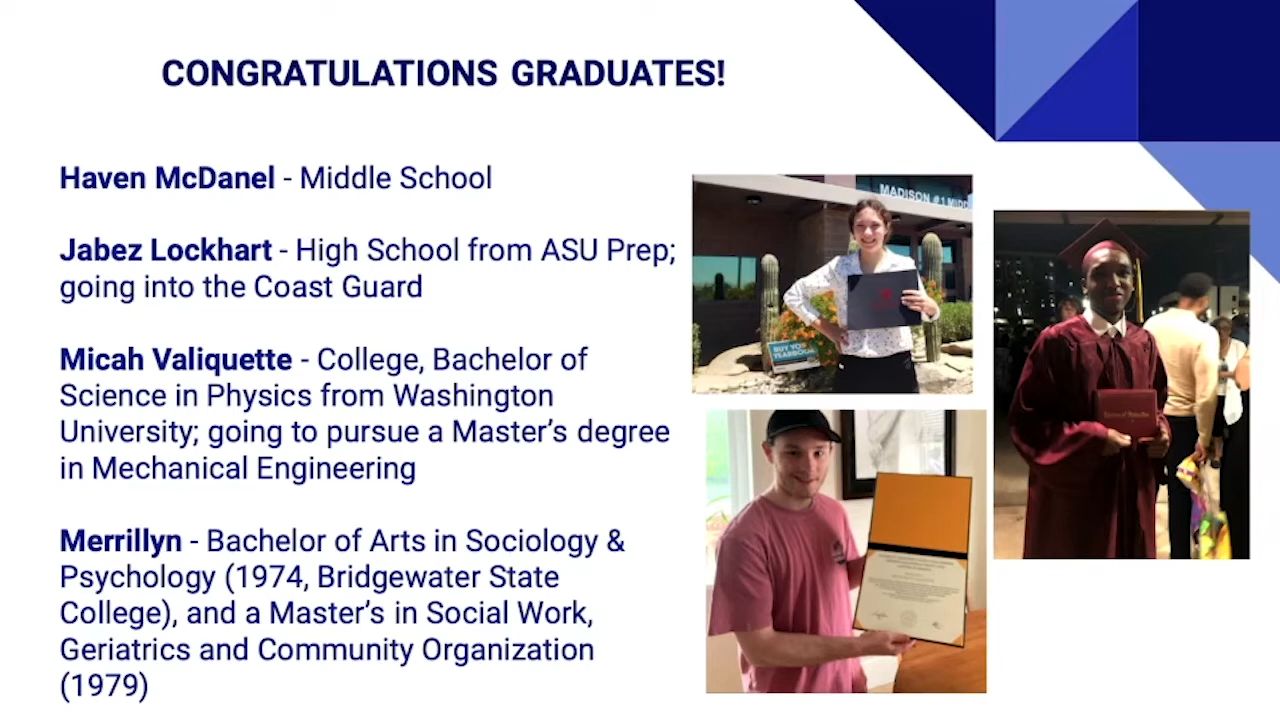 CONGRATULATIONS GRADUATES!
Haven McDanel - Middle School
Jabez Lockhart - High School from ASU Prep;
going into the Coast Guard
Micah Valiquette - College, Bachelor of
Science in Physics from Washington
University; going to pursue a Master’s degree
in Mechanical Engineering
Merrillyn - Bachelor of Arts in Sociology &
Psychology (1974, Bridgewater State
College), and a Master’s in Social Work,
Geriatrics and Community Organization
(1979)
MADISON #1 MIDD
BUY YOU
YEARBOOK